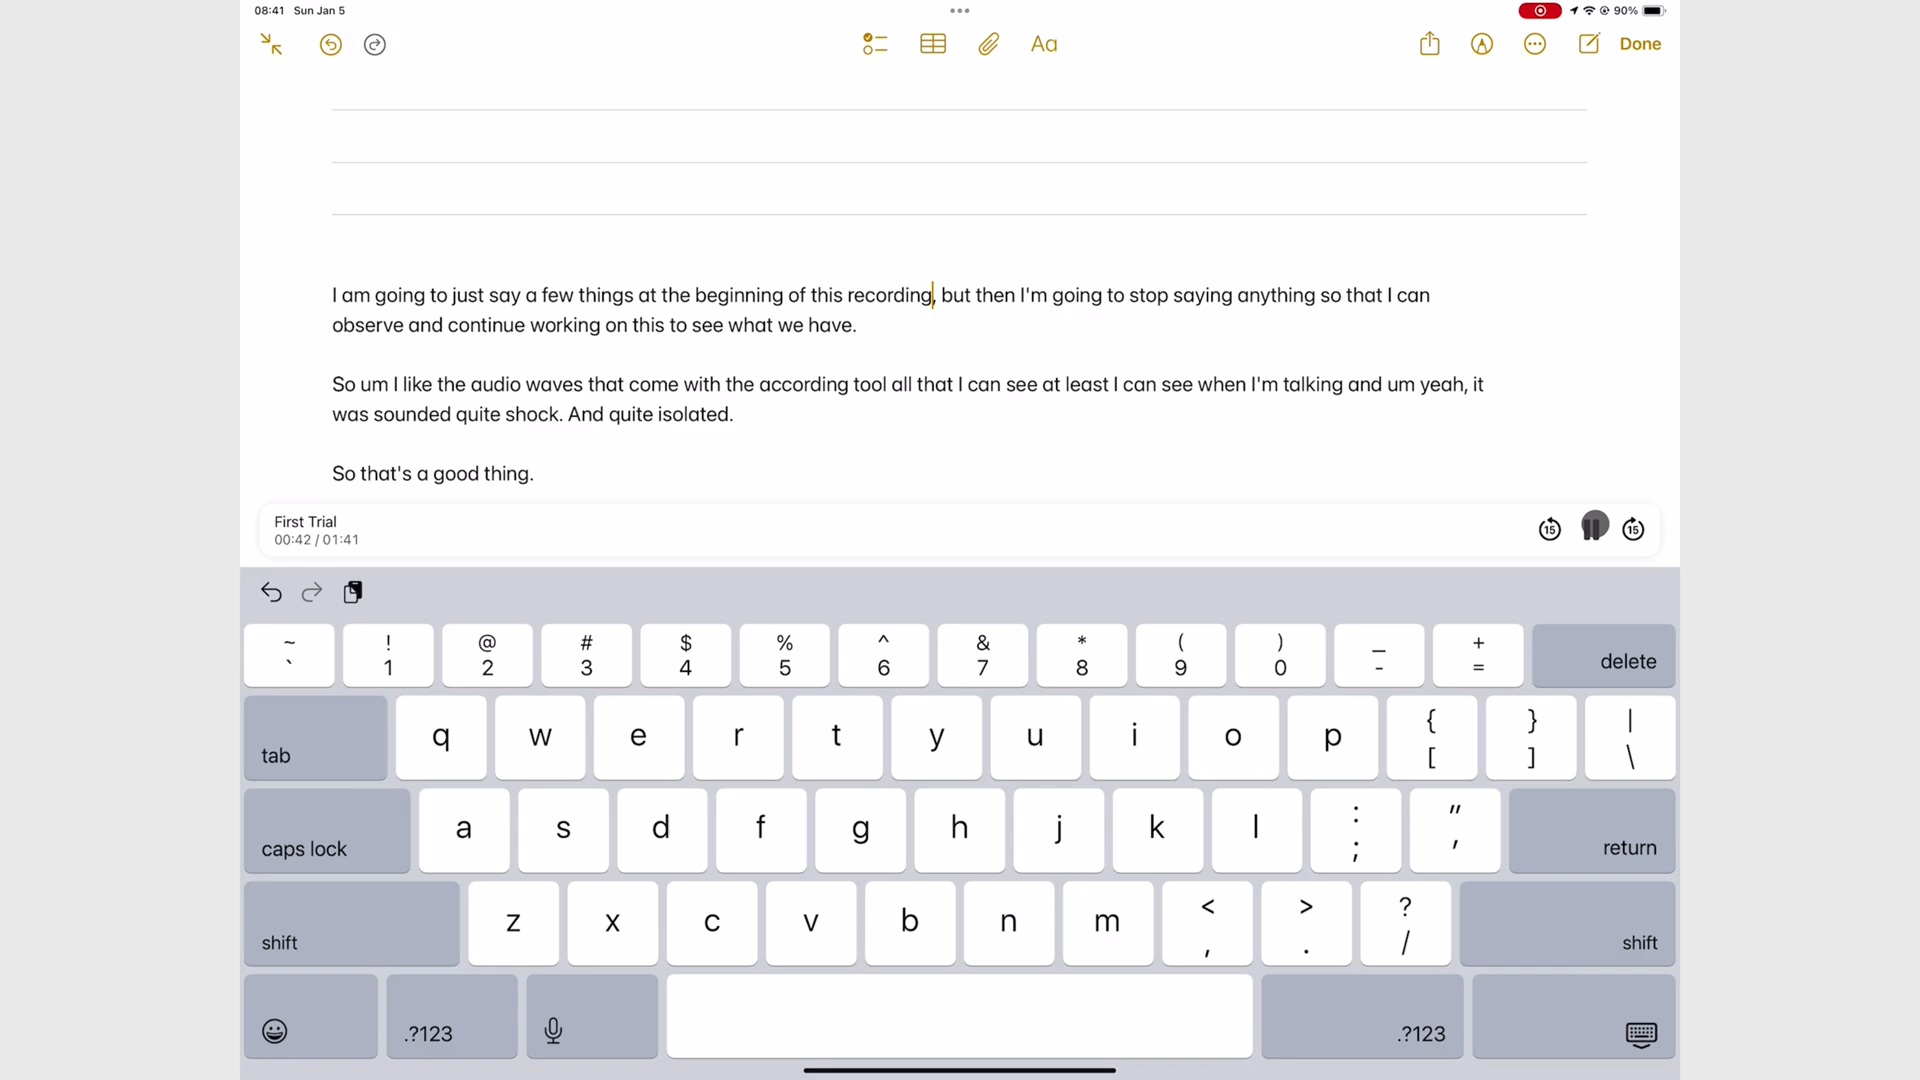 08:41 Sun Jan 5
90%
Aa
Done
I am going to just say a few things at the beginning of this recording, but then I'm going to stop saying anything so that I can
observe and continue working on this to see what we have.
So um I like the audio waves that come with the according tool all that I can see at least I can see when I'm talking and um yeah, it
was sounded quite shock. And quite isolated.
So that's a good thing.
First Trial
00:42 / 01:41
15
15
~ ! @ # $ % ^ & * ( ) _ +
` 1 2 3 4 5 6 7 8 9 0 - = delete
tab q w e r t y u i o p { [ } ] | \
caps lock a s d f g h j k l : ; " ' return
shift z x c v b n m < , > . ? / shift
.?123 .?123